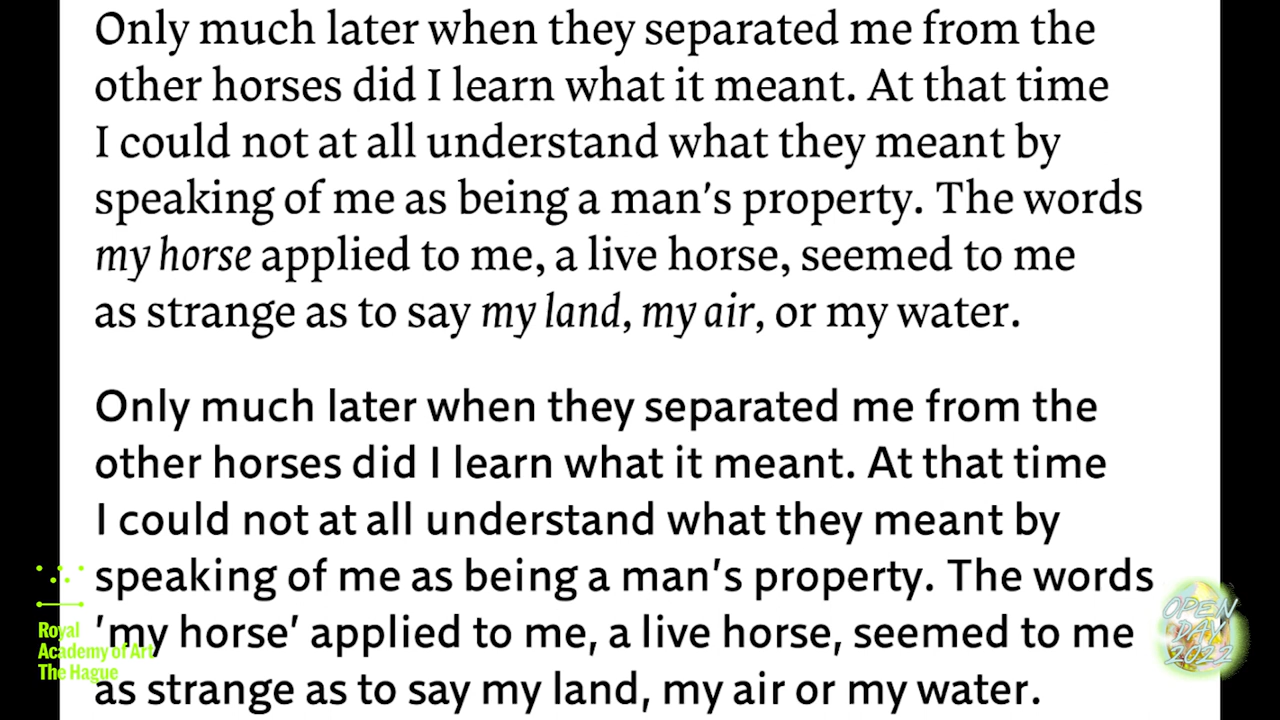 Only much later when they separated me from the
other horses did I learn what it meant. At that time
I could not at all understand what they meant by
speaking of me as being a man's property. The words
my horse applied to me, a live horse, seemed to me
as strange as to say my land, my air, or my water.
Only much later when they separated me from the
other horses did I learn what it meant. At that time
I could not at all understand what they meant by
speaking of me as being a man's property. The words
'my horse' applied to me, a live horse, seemed to me
as strange as to say my land, my air or my water.
Royal
Academy of Art
The Hague
OPEN
DAY
2022